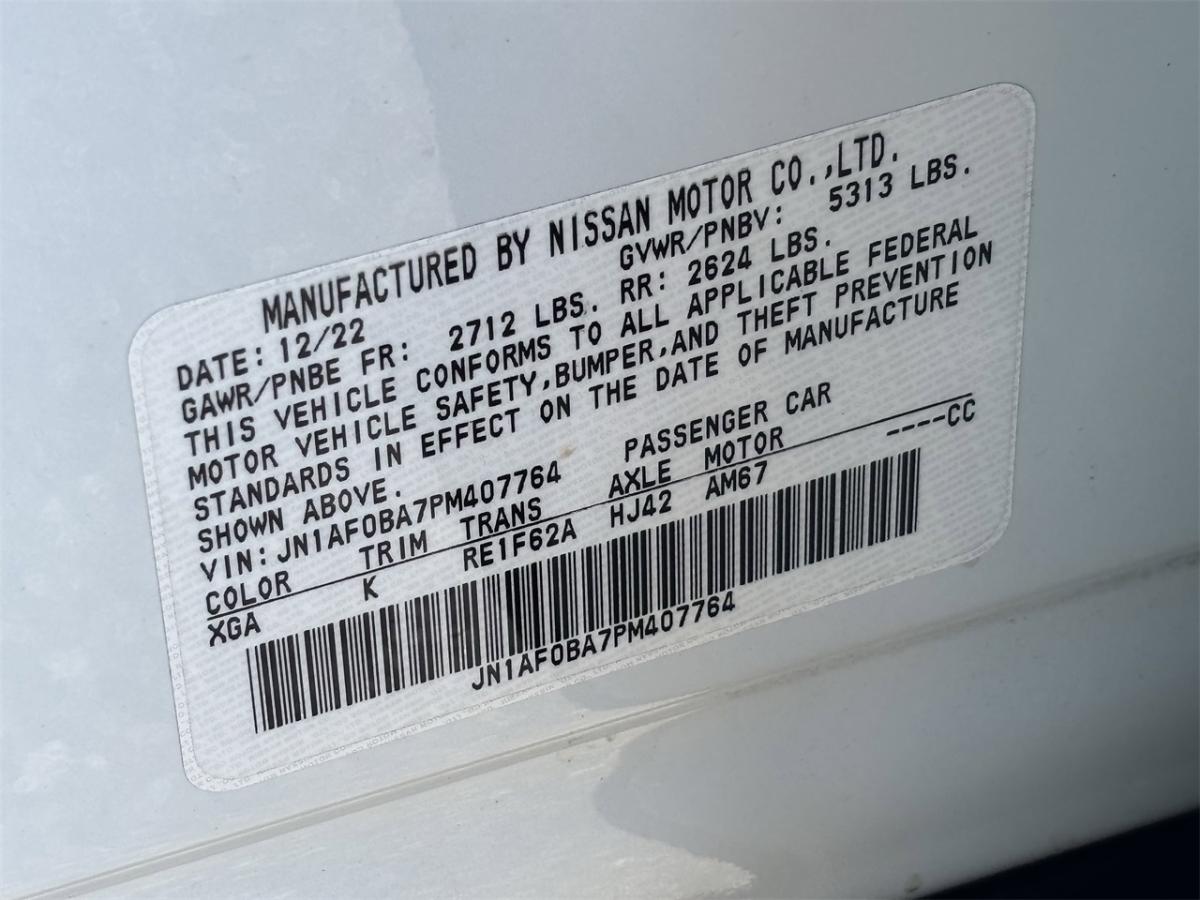 MANUFACTURED BY NISSAN MOTOR CO.,LTD.
DATE: 12/22 GVWR/PNBV: 5313 LBS.
GAWR/PNBE FR: 2712 LBS. RR: 2624 LBS.
THIS VEHICLE CONFORMS TO ALL APPLICABLE FEDERAL
MOTOR VEHICLE SAFETY,BUMPER,AND THEFT PREVENTION
STANDARDS IN EFFECT ON THE DATE OF MANUFACTURE
SHOWN ABOVE.
VIN: JN1AF0BA7PM407764 PASSENGER CAR
COLOR TRIM TRANS AXLE MOTOR ----CC
XGA K RE1F62A HJ42 AM67
JN1AF0BA7PM407764